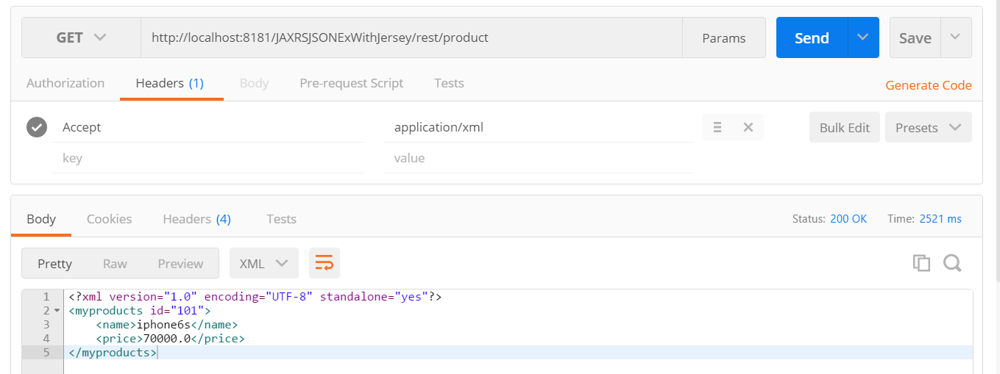 GET http://localhost:8181/JAXRSJSONExWithJersey/rest/product Params Send Save
Authorization Headers (1) Body Pre-request Script Tests Generate Code
Accept application/xml Bulk Edit Presets
key value
Body Cookies Headers (4) Tests Status: 200 OK Time: 2521 ms
Pretty Raw Preview XML
1 <?xml version="1.0" encoding="UTF-8" standalone="yes"?>
2 <myproducts id="101">
3     <name>iphone6s</name>
4     <price>70000.0</price>
5 </myproducts>